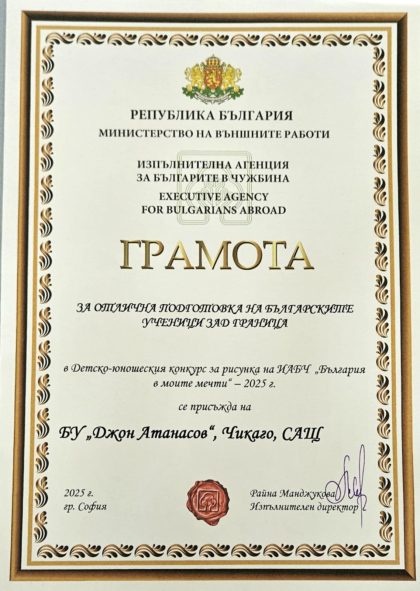 РЕПУБЛИКА БЪЛГАРИЯ
МИНИСТЕРСТВО НА ВЪНШНИТЕ РАБОТИ
ИЗПЪЛНИТЕЛНА АГЕНЦИЯ
ЗА БЪЛГАРИТЕ В ЧУЖБИНА
EXECUTIVE AGENCY
FOR BULGARIANS ABROAD
ГРАМОТА
ЗА ОТЛИЧНА ПОДГОТОВКА НА БЪЛГАРСКИТЕ
УЧЕНИЦИ ЗАД ГРАНИЦА
в Детско-юношеския конкурс за рисунка на ИАБЧ „България
в моите мечти“ – 2025 г.
се присъжда на
БУ „Джон Атанасов“, Чикаго, САЩ
2025 г.
гр. София
Райна Манджукова
Изпълнителен директор